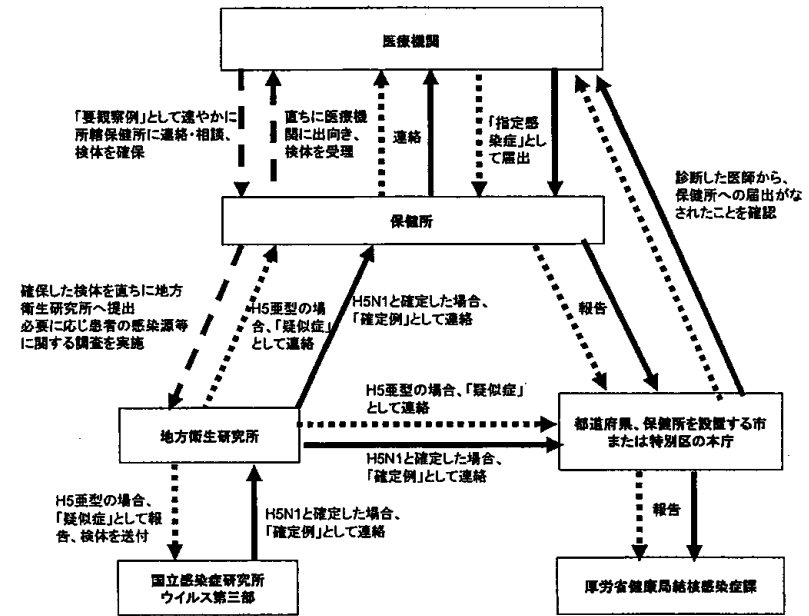 医療機関
「要観察例」として速やかに
所轄保健所に連絡・相談、
検体を確保
直ちに医療機
関に出向き、
検体を受理
連絡
「指定感
染症」とし
て届出
診断した医師から、
保健所への届出がな
されたことを確認
保健所
確保した検体を直ちに地方
衛生研究所へ提出
必要に応じ患者の感染源等
に関する調査を実施
H5亜型の場
合、「疑似症」
として連絡
H5N1と確定した場合、
「確定例」として連絡
報告
H5亜型の場合、「疑似症」
として連絡
地方衛生研究所
都道府県、保健所を設置する市
または特別区の本庁
H5N1と確定した場合、
「確定例」として連絡
H5亜型の場合、
「疑似症」として報
告、検体を送付
H5N1と確定した場合、
「確定例」として連絡
報告
国立感染症研究所
ウイルス第三部
厚労省健康局結核感染症課